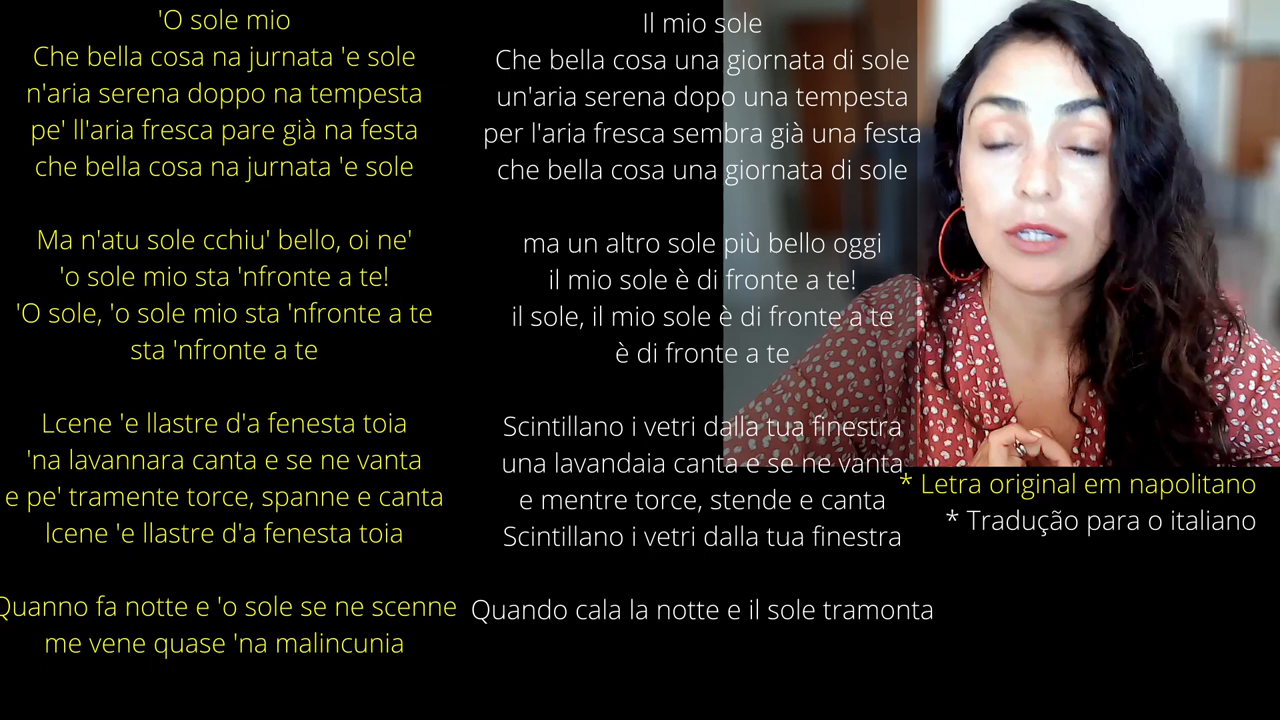 'O sole mio
Che bella cosa na jurnata 'e sole
n'aria serena doppo na tempesta
pe' ll'aria fresca pare già na festa
che bella cosa na jurnata 'e sole
Ma n'atu sole cchiu' bello, oi ne'
'o sole mio sta 'nfronte a te!
'O sole, 'o sole mio sta 'nfronte a te
sta 'nfronte a te
Lcene 'e llastre d'a fenesta toia
'na lavannara canta e se ne vanta
e pe' tramente torce, spanne e canta
lcene 'e llastre d'a fenesta toia
Quanno fa notte e 'o sole se ne scenne
me vene quase 'na malincunia
Il mio sole
Che bella cosa una giornata di sole
un'aria serena dopo una tempesta
per l'aria fresca sembra già una festa
che bella cosa una giornata di sole
ma un altro sole più bello oggi
il mio sole è di fronte a te!
il sole, il mio sole è di fronte a te
è di fronte a te
Scintillano i vetri dalla tua finestra
una lavandaia canta e se ne vanta
e mentre torce, stende e canta
Scintillano i vetri dalla tua finestra
Quando cala la notte e il sole tramonta
* Letra original em napolitano
* Tradução para o italiano